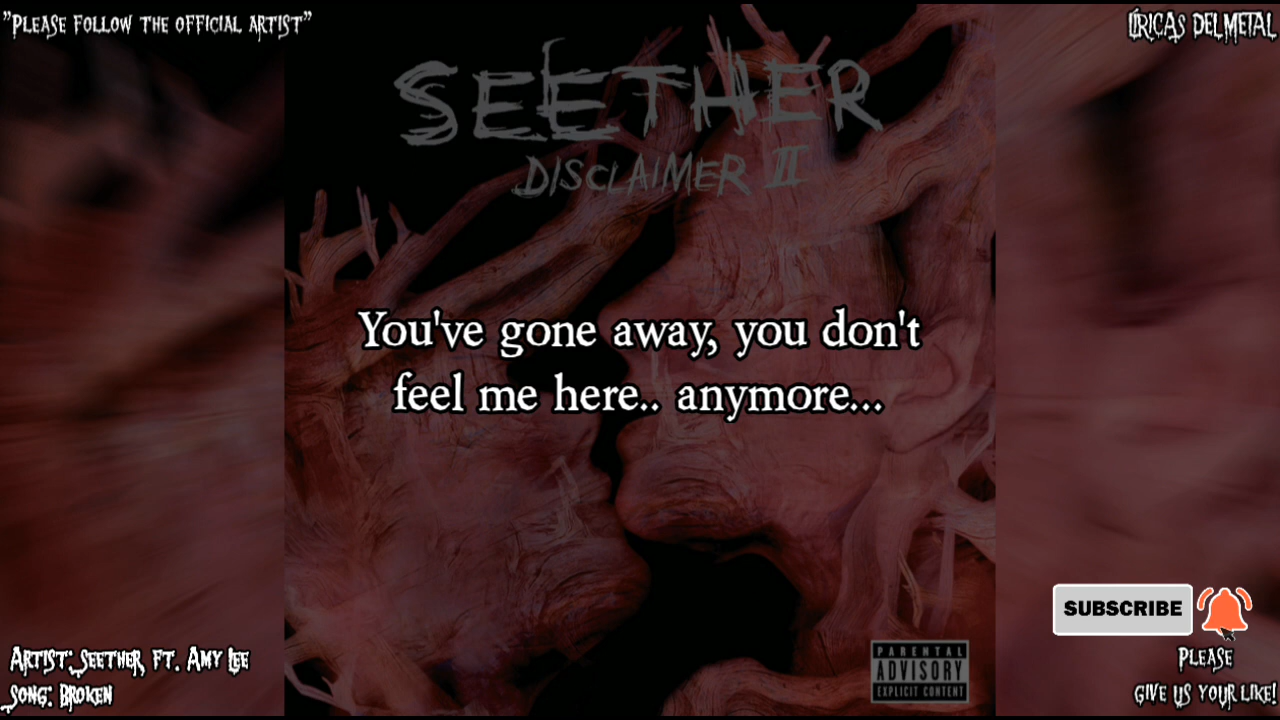 "Please follow the official artist"
Líricas del Metal
SEETHER
DISCLAIMER II
You've gone away, you don't
feel me here.. anymore...
SUBSCRIBE
Please
give us your like!
Artist: Seether ft. Amy Lee
Song: Broken
PARENTAL
ADVISORY
EXPLICIT CONTENT